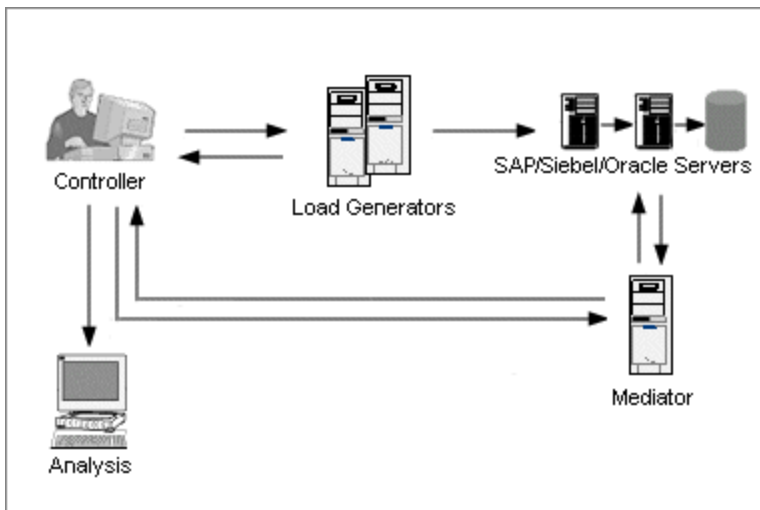 Controller
Load Generators
SAP/Siebel/Oracle Servers
Mediator
Analysis